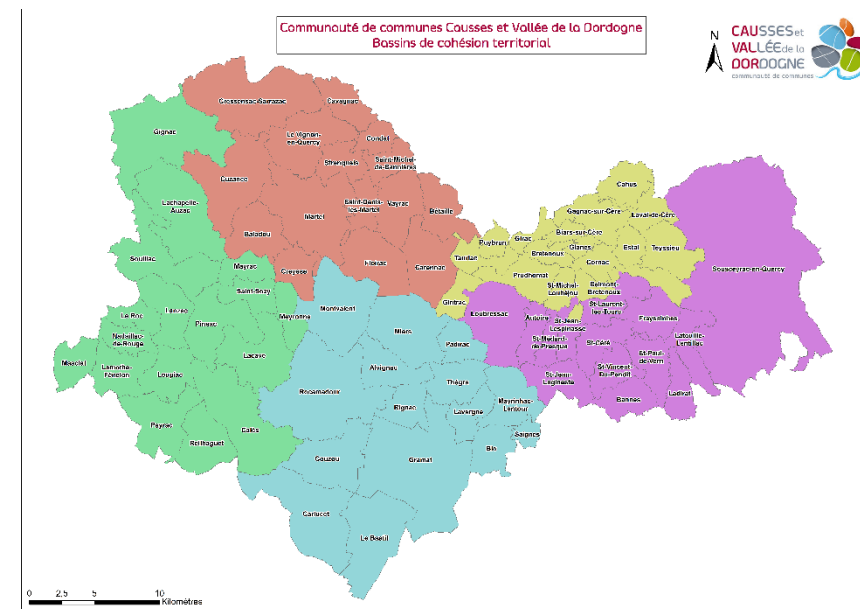 Communauté de communes Causses et Vallée de la Dordogne
Bassins de cohésion territorial
N
CAUSSES et
VALLÉE de la
DORDOGNE
communauté de communes
Cressensac-Sarrazac
Cavagnac
Gignac
Le Vignon-
en-Quercy
Condat
Strenquels
Saint-Michel-
de-Bannières
Cuzance
Lachapelle-
Auzac
Saint-Denis-
lès-Martel
Vayrac
Martel
Bétaille
Baladou
Souillac
Mayrac
Creysse
Floirac
Carennac
Saint-Sozy
Meyronne
Montvalent
Gintrac
Tauriac
Puybrun
Girac
Gagnac-sur-Cère
Cahus
Laval-de-Cère
Biars-sur-Cère
Bretenoux
Glanes
Estal
Teyssieu
Cornac
Prudhomat
St-Michel-
Loubéjou
Belmont-
Bretenoux
Sousceyrac-en-Quercy
Loubressac
Autoire
St-Jean-
Lespinasse
St-Laurent-
les-Tours
Frayssinhes
St-Médard-
de-Presque
St-Céré
Latouille-
Lentillac
St-Paul-
de-Vern
St-Vincent-
Du-Pendit
St-Jean-
Lagineste
Bannes
Ladirat
Le Roc
Lanzac
Pinsac
Nadaillac-
de-Rouge
Masclat
Lamothe-
Fénelon
Loupiac
Lacave
Payrac
Reilhaguet
Calès
Miers
Padirac
Alvignac
Rocamadour
Thégra
Rignac
Lavergne
Mayrinhac-
Lentour
Saignes
Bio
Couzou
Gramat
Carlucet
Le Bastit
0 2.5 5 10
Kilomètres